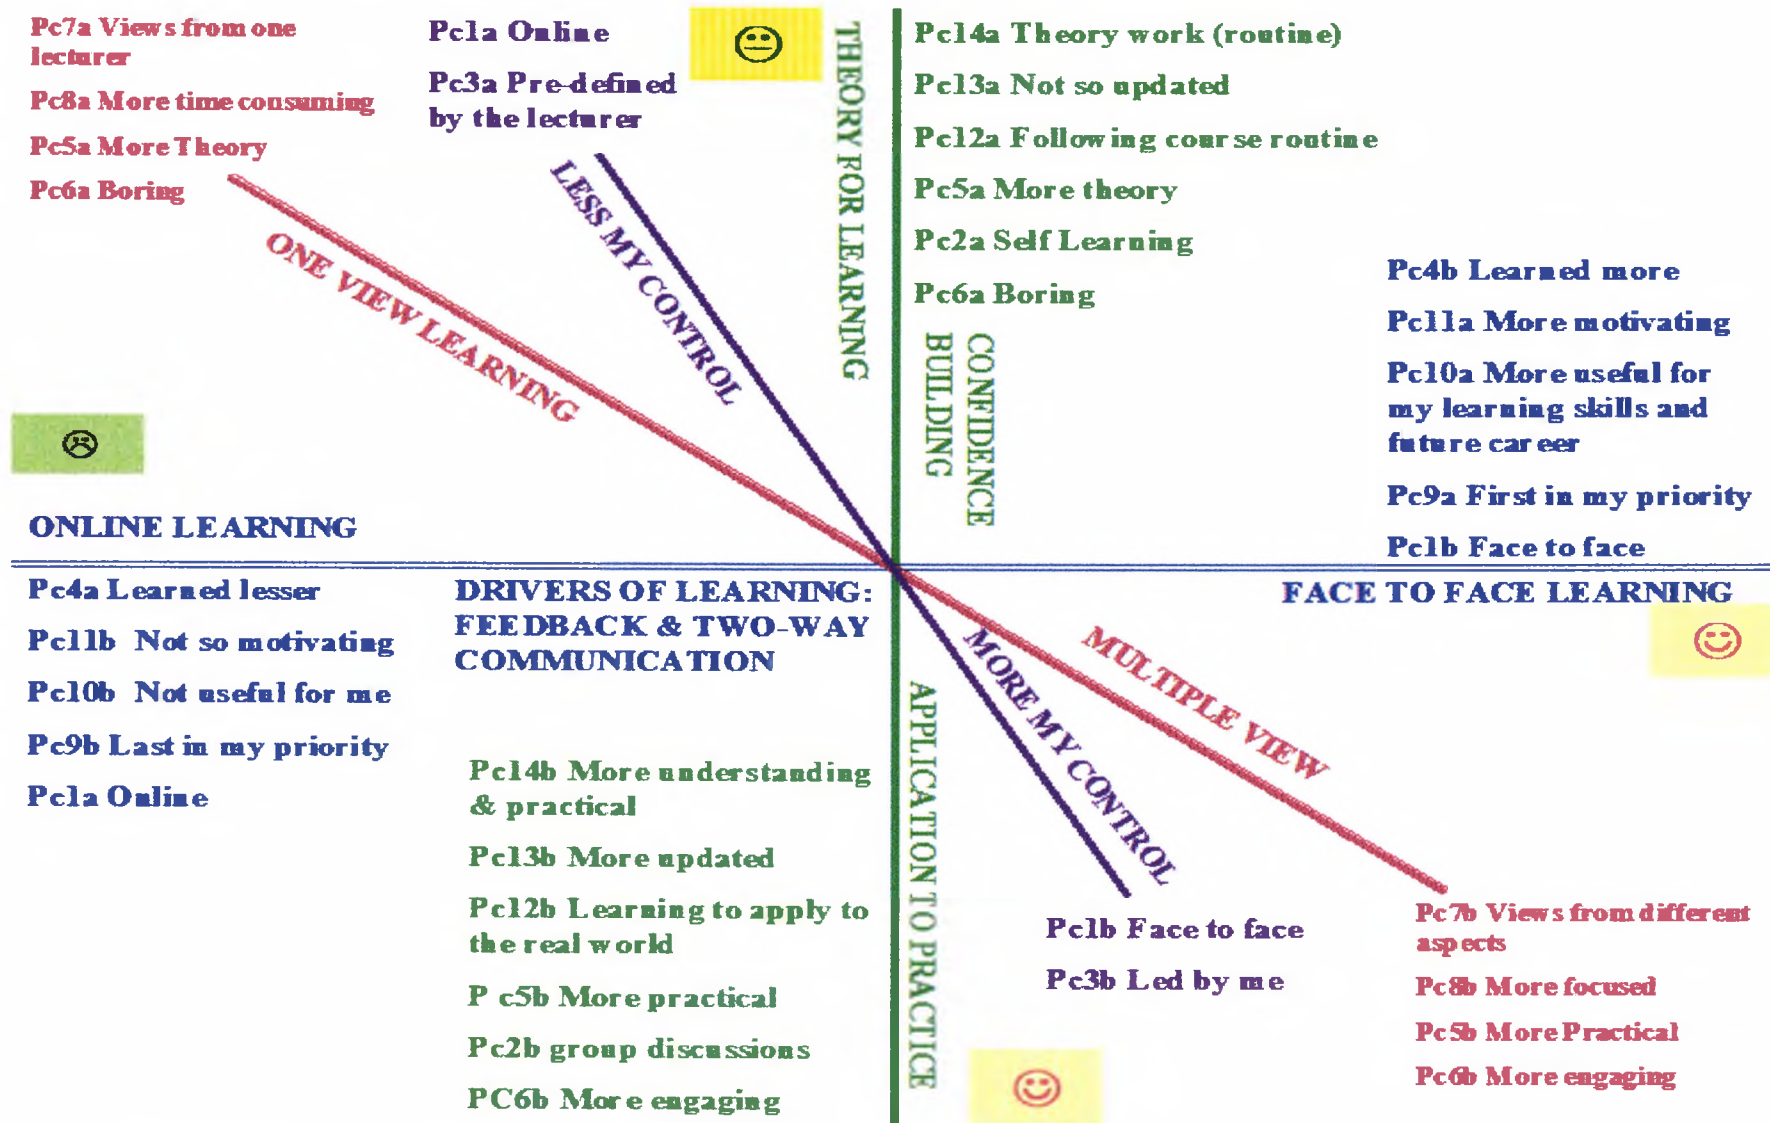 Pc7a Views from one
lecturer
Pc8a More time consuming
Pc5a More Theory
Pc6a Boring
Pc1a Online
Pc3a Pre-defined
by the lecturer
THEORY FOR LEARNING
Pc14a Theory work (routine)
Pc13a Not so updated
Pc12a Following course routine
Pc5a More theory
Pc2a Self Learning
Pc6a Boring
CONFIDENCE
BUILDING
Pc4b Learned more
Pc11a More motivating
Pc10a More useful for
my learning skills and
future career
Pc9a First in my priority
Pc1b Face to face
ONE VIEW LEARNING
LESS MY CONTROL
ONLINE LEARNING
FACE TO FACE LEARNING
Pc4a Learned lesser
Pc11b Not so motivating
Pc10b Not useful for me
Pc9b Last in my priority
Pc1a Online
DRIVERS OF LEARNING:
FEEDBACK & TWO-WAY
COMMUNICATION
Pc14b More understanding
& practical
Pc13b More updated
Pc12b Learning to apply to
the real world
P c5b More practical
Pc2b group discussions
PC6b More engaging
APPLICATION TO PRACTICE
MORE MY CONTROL
MULTIPLE VIEW
Pc1b Face to face
Pc3b Led by me
Pc7b Views from different
aspects
Pc8b More focused
Pc5b More Practical
Pc6b More engaging